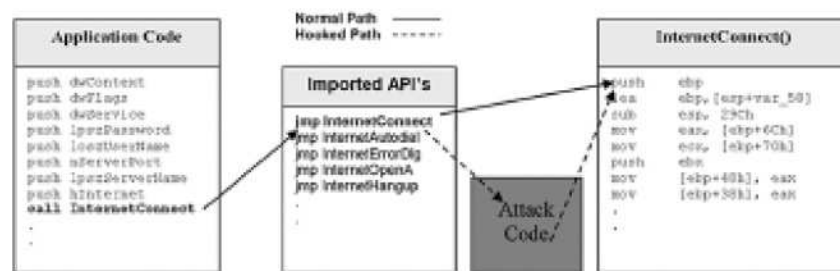 Normal Path
Hooked Path
Application Code
push dwContext
push dwFlags
push dwService
push lpszPassword
push loszUserName
push nServerPort
push lpszServerName
push hInternet
call InternetConnect
.
.
Imported API's
jmp InternetConnect
jmp InternetAutodial
jmp InternetErrorDlg
jmp InternetOpenA
jmp InternetHangup
.
.
Attack
Code
InternetConnect()
push ebp
lea ebp, [esp+var_58]
sub esp, 29Ch
mov eax, [ebp+6Ch]
mov ecx, [ebp+70h]
push ebx
mov [ebp+40h], eax
mov [ebp+38h], eax
.
.